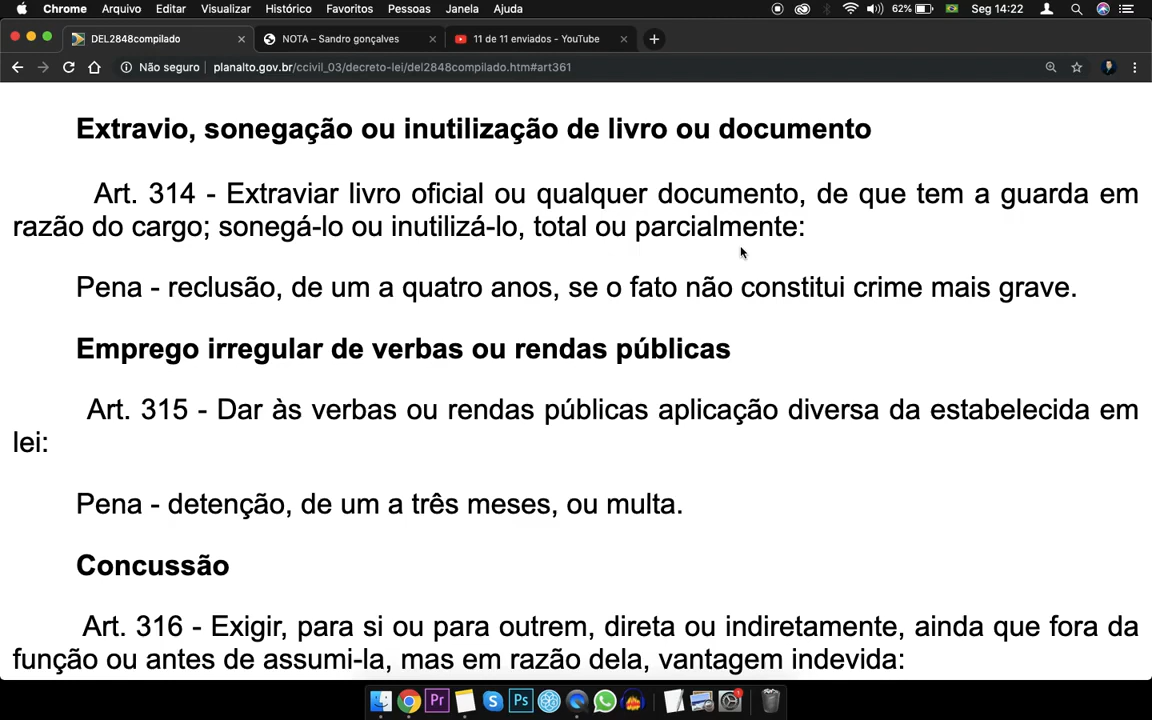 Chrome Arquivo Editar Visualizar Histórico Favoritos Pessoas Janela Ajuda 62% Seg 14:22
DEL2848compilado NOTA – Sandro gonçalves 11 de 11 enviados - YouTube
Não seguro planalto.gov.br/ccivil_03/decreto-lei/del2848compilado.htm#art361
Extravio, sonegação ou inutilização de livro ou documento
Art. 314 - Extraviar livro oficial ou qualquer documento, de que tem a guarda em
razão do cargo; sonegá-lo ou inutilizá-lo, total ou parcialmente:
Pena - reclusão, de um a quatro anos, se o fato não constitui crime mais grave.
Emprego irregular de verbas ou rendas públicas
Art. 315 - Dar às verbas ou rendas públicas aplicação diversa da estabelecida em
lei:
Pena - detenção, de um a três meses, ou multa.
Concussão
Art. 316 - Exigir, para si ou para outrem, direta ou indiretamente, ainda que fora da
função ou antes de assumi-la, mas em razão dela, vantagem indevida:
Pr S Ps